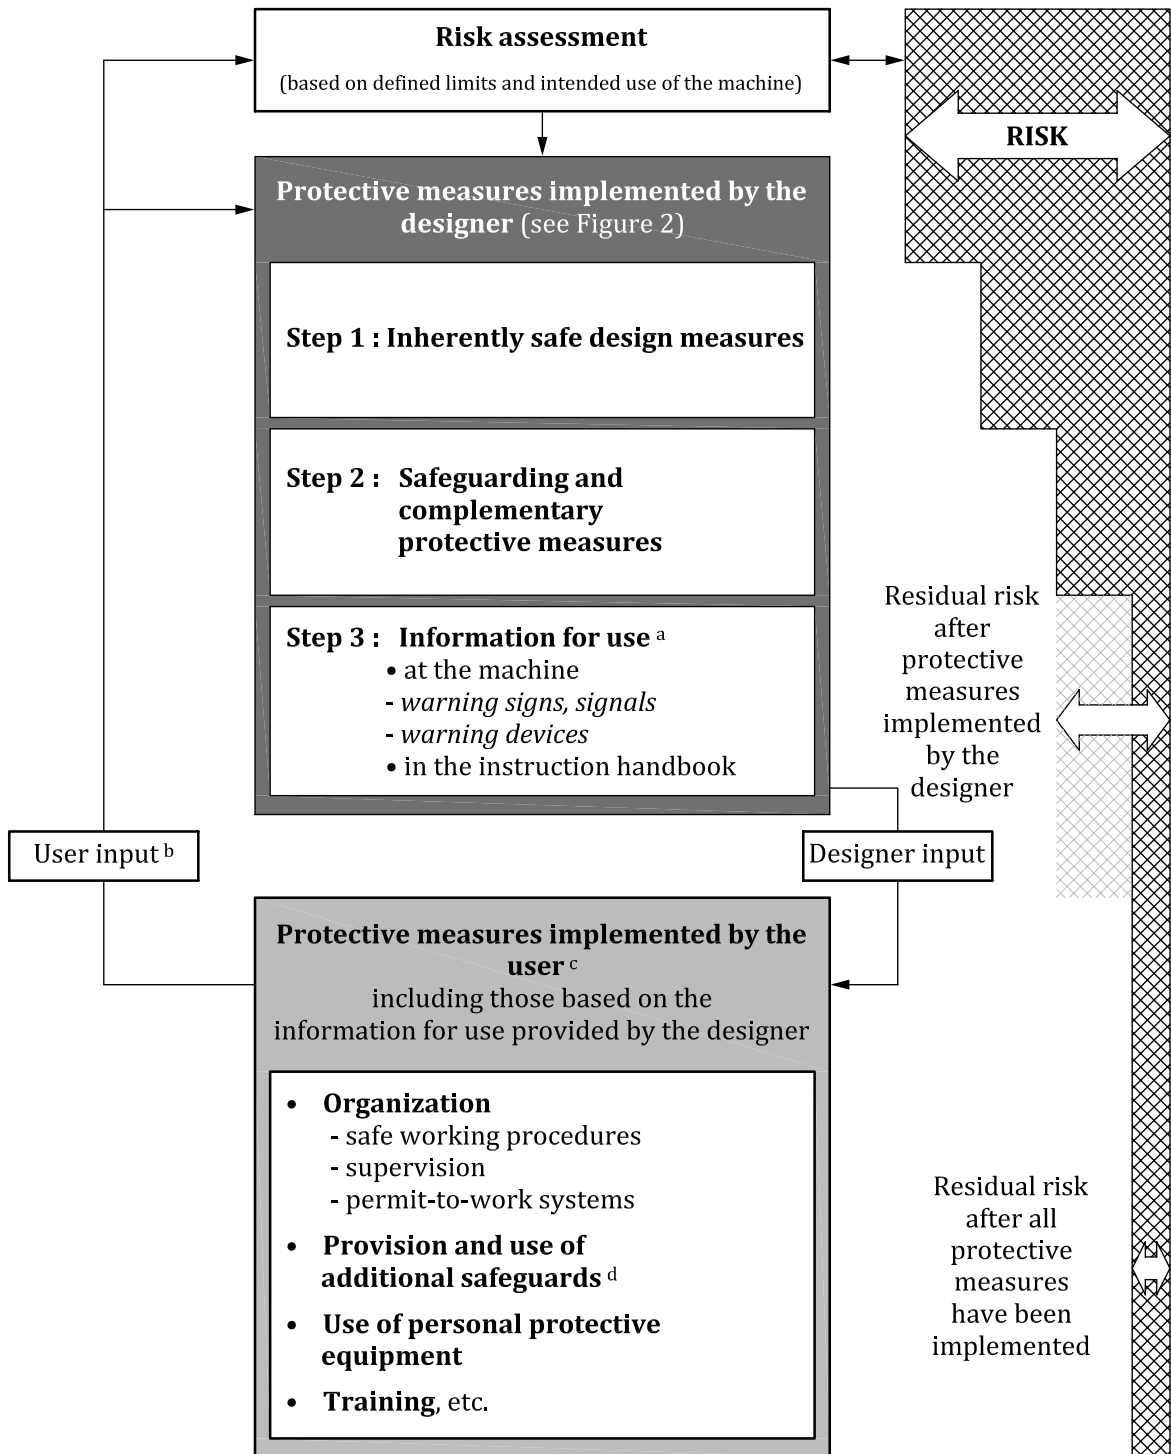 Risk assessment
(based on defined limits and intended use of the machine)
RISK
Protective measures implemented by the
designer (see Figure 2)
Step 1 : Inherently safe design measures
Step 2 : Safeguarding and
complementary
protective measures
Step 3 : Information for use a
• at the machine
- warning signs, signals
- warning devices
• in the instruction handbook
Residual risk
after
protective
measures
implemented
by the
designer
User input b
Designer input
Protective measures implemented by the
user c
including those based on the
information for use provided by the designer
• Organization
- safe working procedures
- supervision
- permit-to-work systems
• Provision and use of
additional safeguards d
• Use of personal protective
equipment
• Training, etc.
Residual risk
after all
protective
measures
have been
implemented